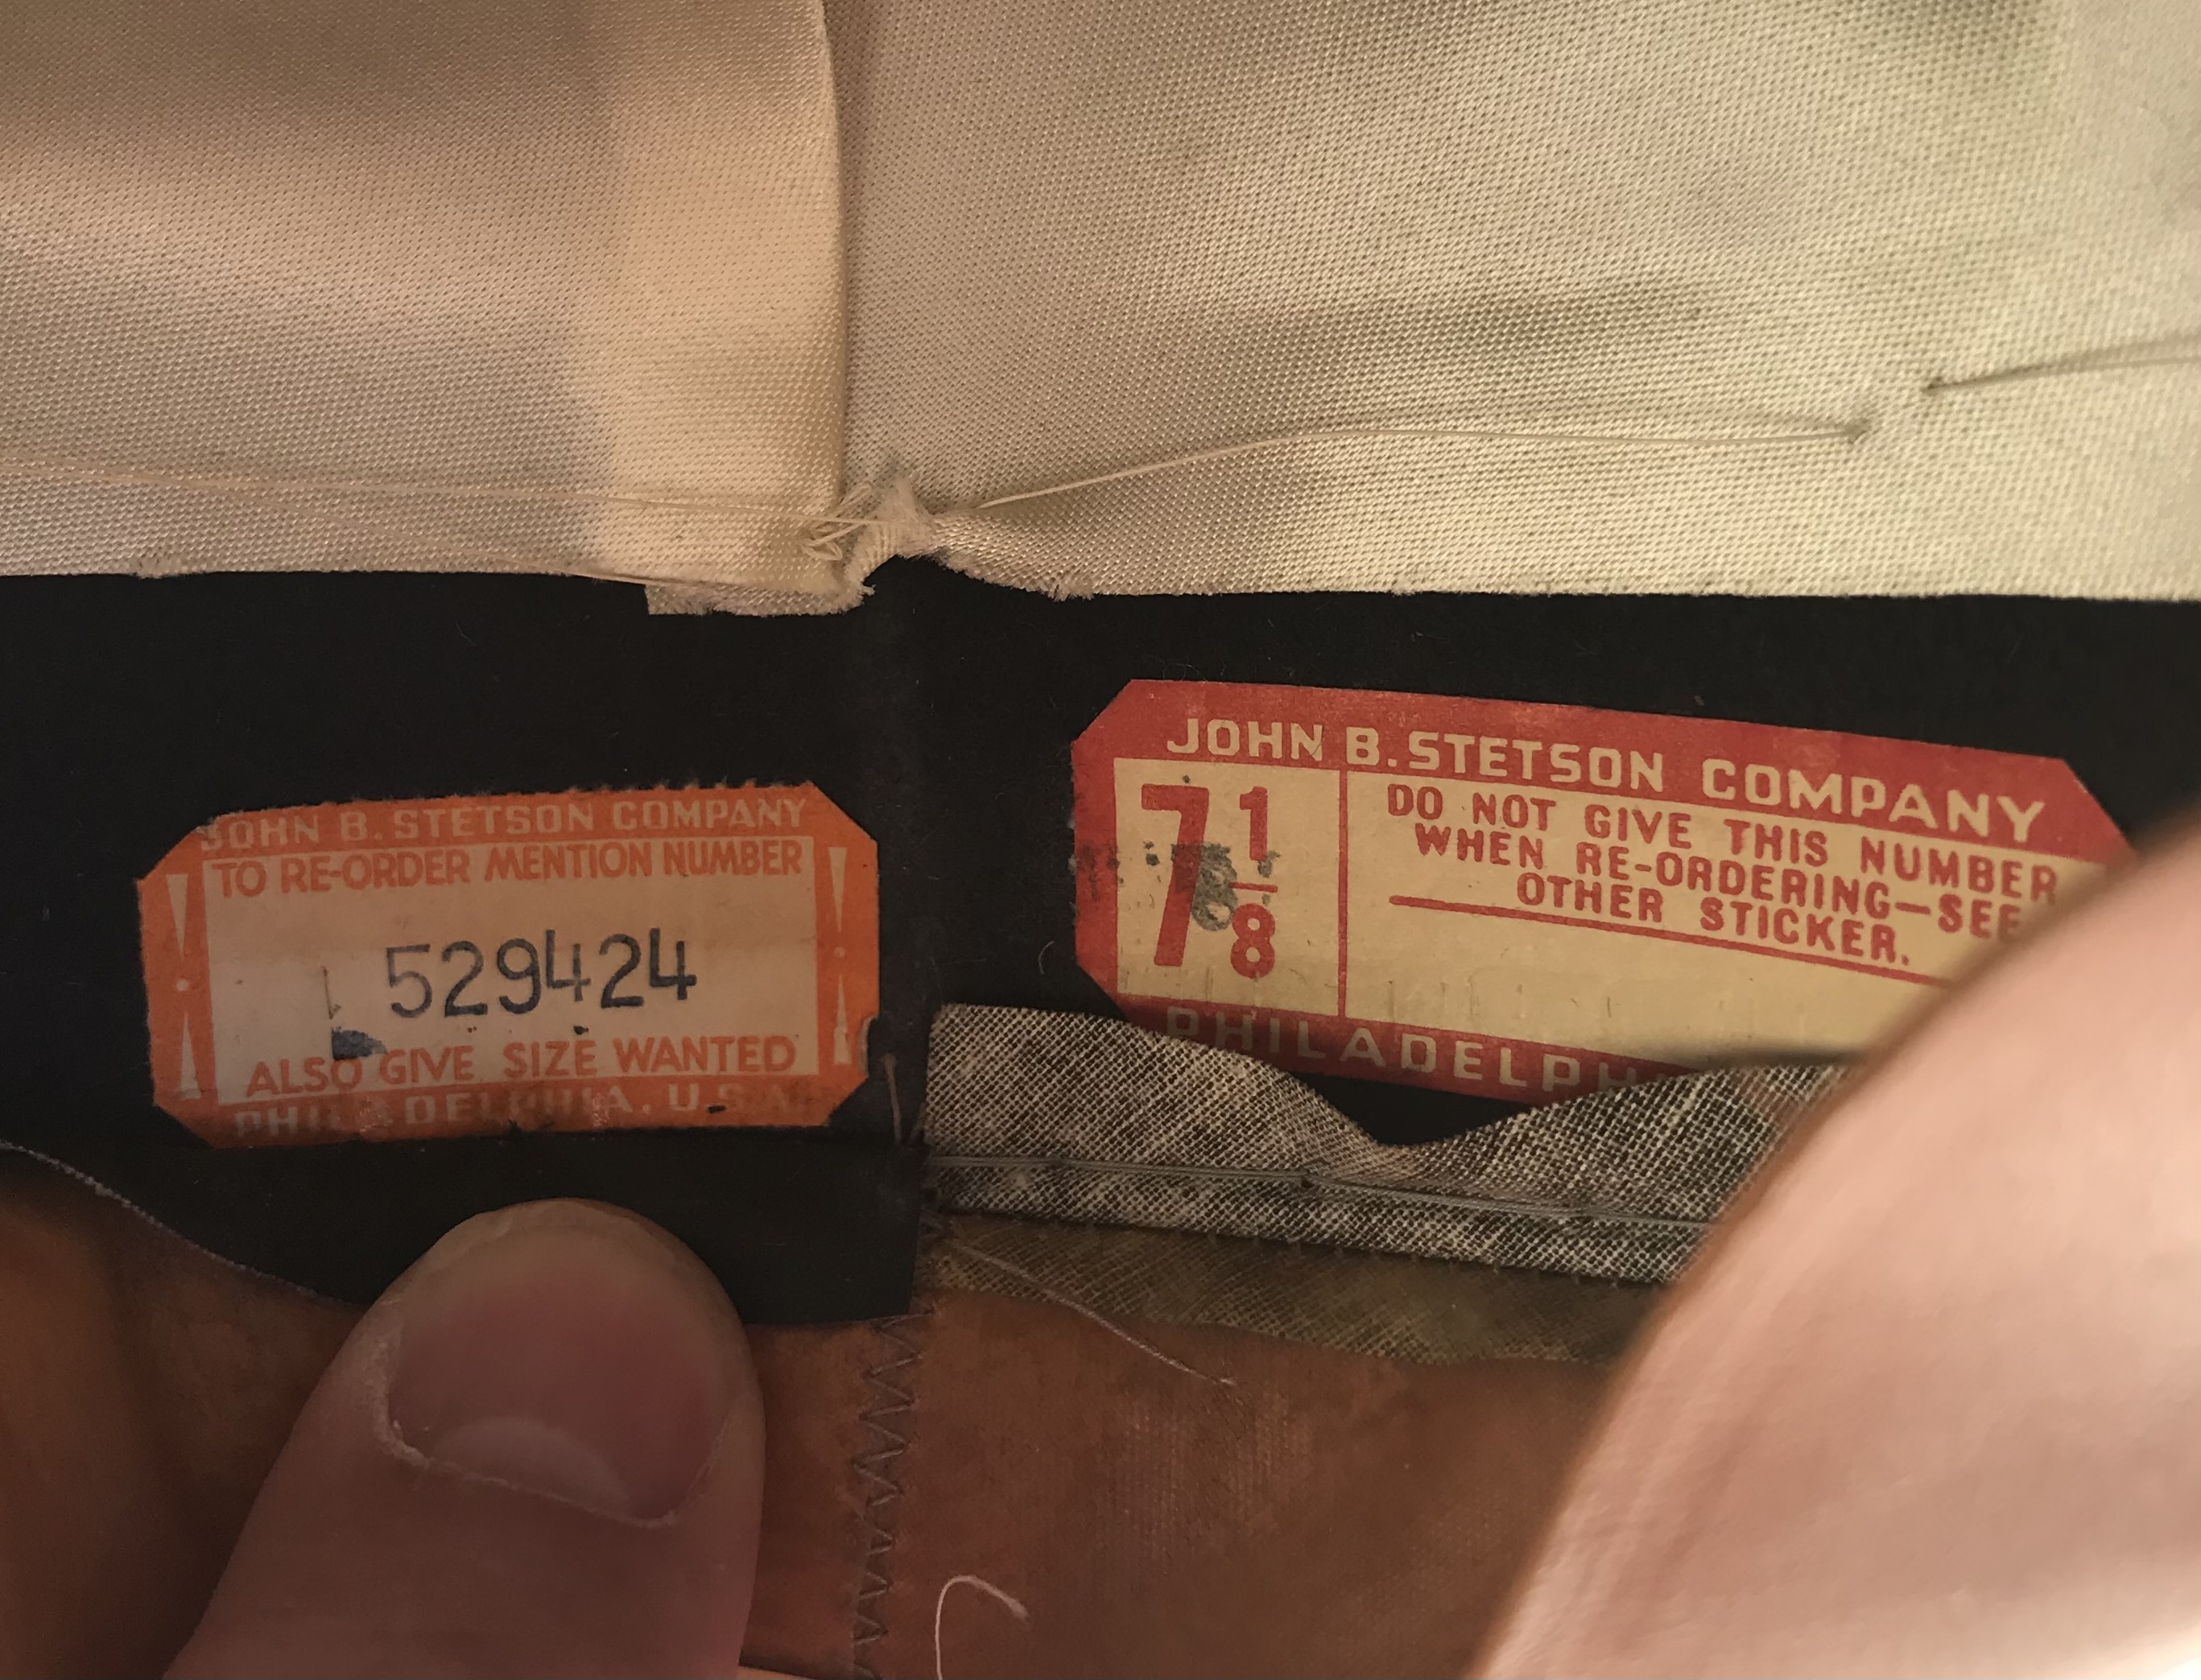 JOHN B. STETSON COMPANY
TO RE-ORDER MENTION NUMBER
529424
ALSO GIVE SIZE WANTED
PHILADELPHIA, U.S.A.
JOHN B. STETSON COMPANY
7 1/8
DO NOT GIVE THIS NUMBER
WHEN RE-ORDERING—SEE
OTHER STICKER.
PHILADELPH